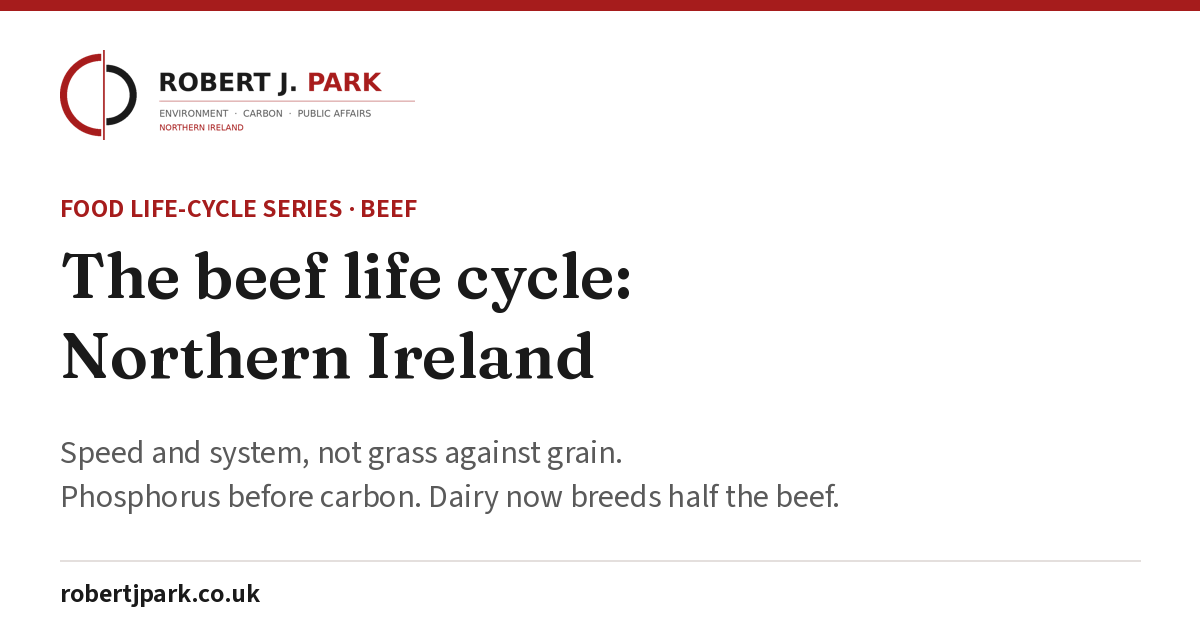 ROBERT J. PARK
ENVIRONMENT · CARBON · PUBLIC AFFAIRS
NORTHERN IRELAND
FOOD LIFE-CYCLE SERIES · BEEF
The beef life cycle:
Northern Ireland
Speed and system, not grass against grain.
Phosphorus before carbon. Dairy now breeds half the beef.
robertjpark.co.uk